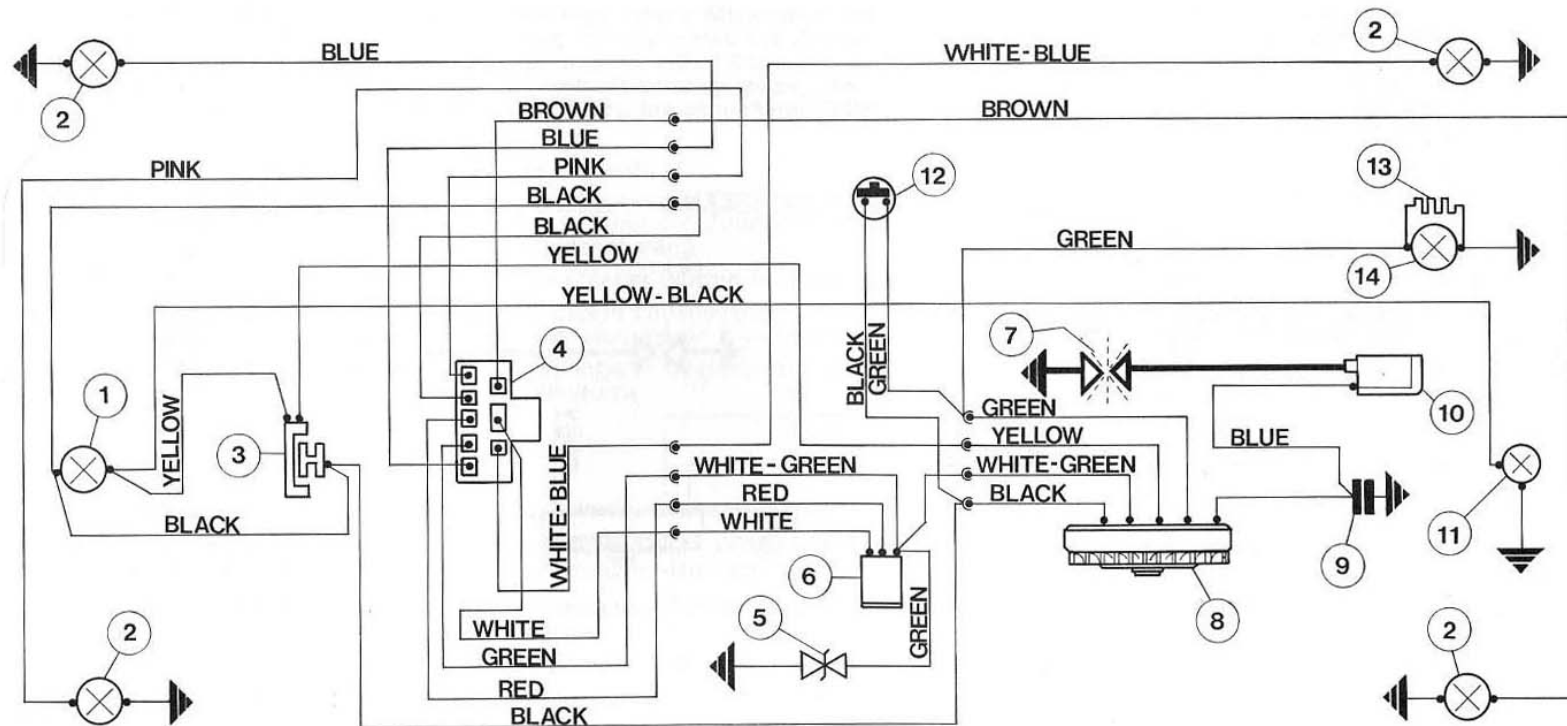 2
BLUE
WHITE-BLUE
2
BROWN
BROWN
BLUE
PINK
PINK
BLACK
12
13
BLACK
GREEN
YELLOW
14
YELLOW-BLACK
4
7
BLACK
GREEN
1
YELLOW
3
GREEN
10
YELLOW
BLUE
WHITE-GREEN
WHITE-GREEN
RED
BLACK
BLACK
WHITE-BLUE
WHITE
11
9
6
8
5
GREEN
2
WHITE
GREEN
2
RED
BLACK